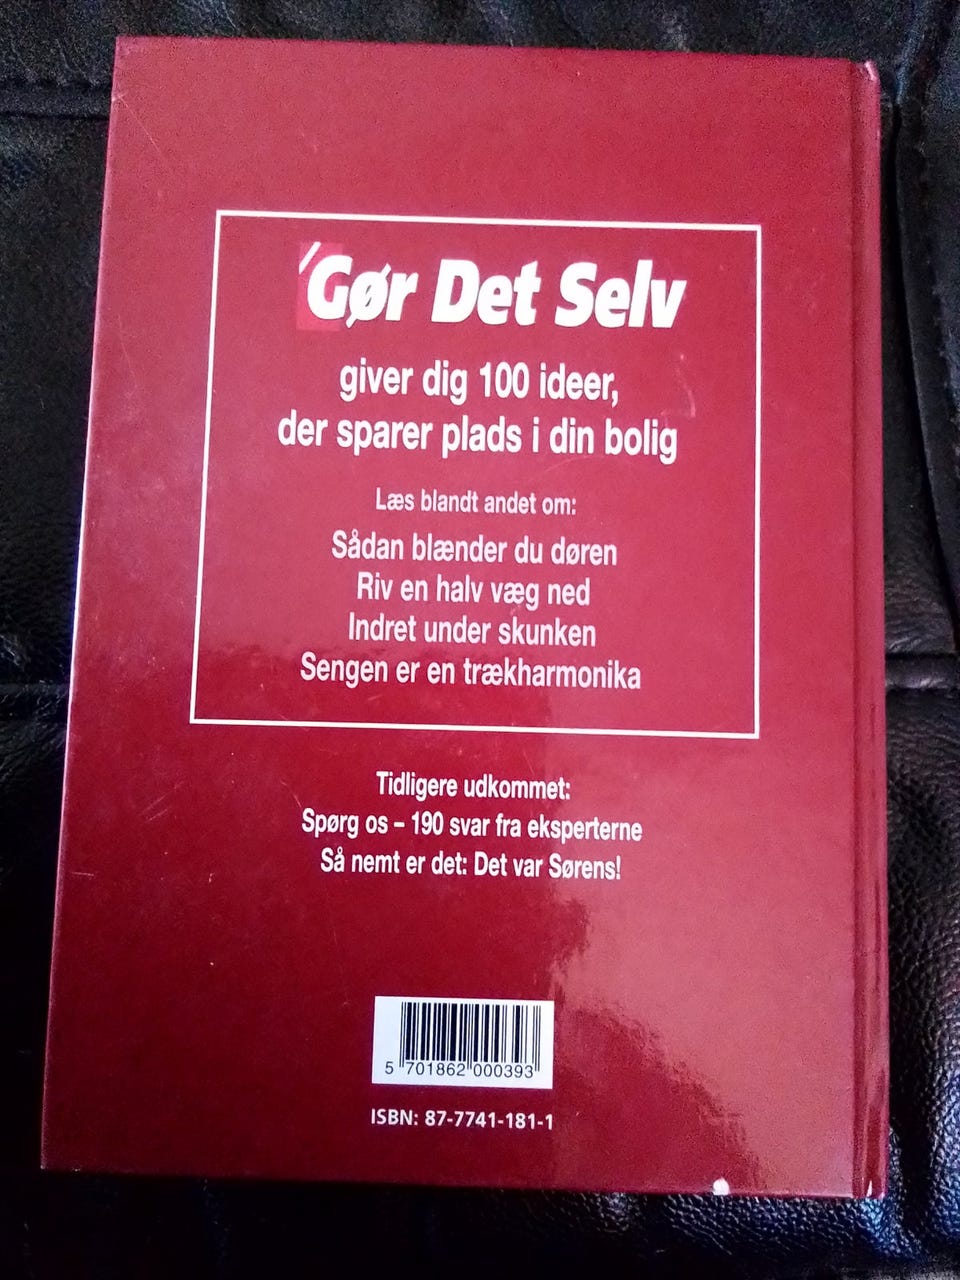 Gør Det Selv
giver dig 100 ideer,
der sparer plads i din bolig
Læs blandt andet om:
Sådan blænder du døren
Riv en halv væg ned
Indret under skunken
Sengen er en trækharmonika
Tidligere udkommet:
Spørg os – 190 svar fra eksperterne
Så nemt er det: Det var Sørens!
5 701862 000393
ISBN: 87-7741-181-1